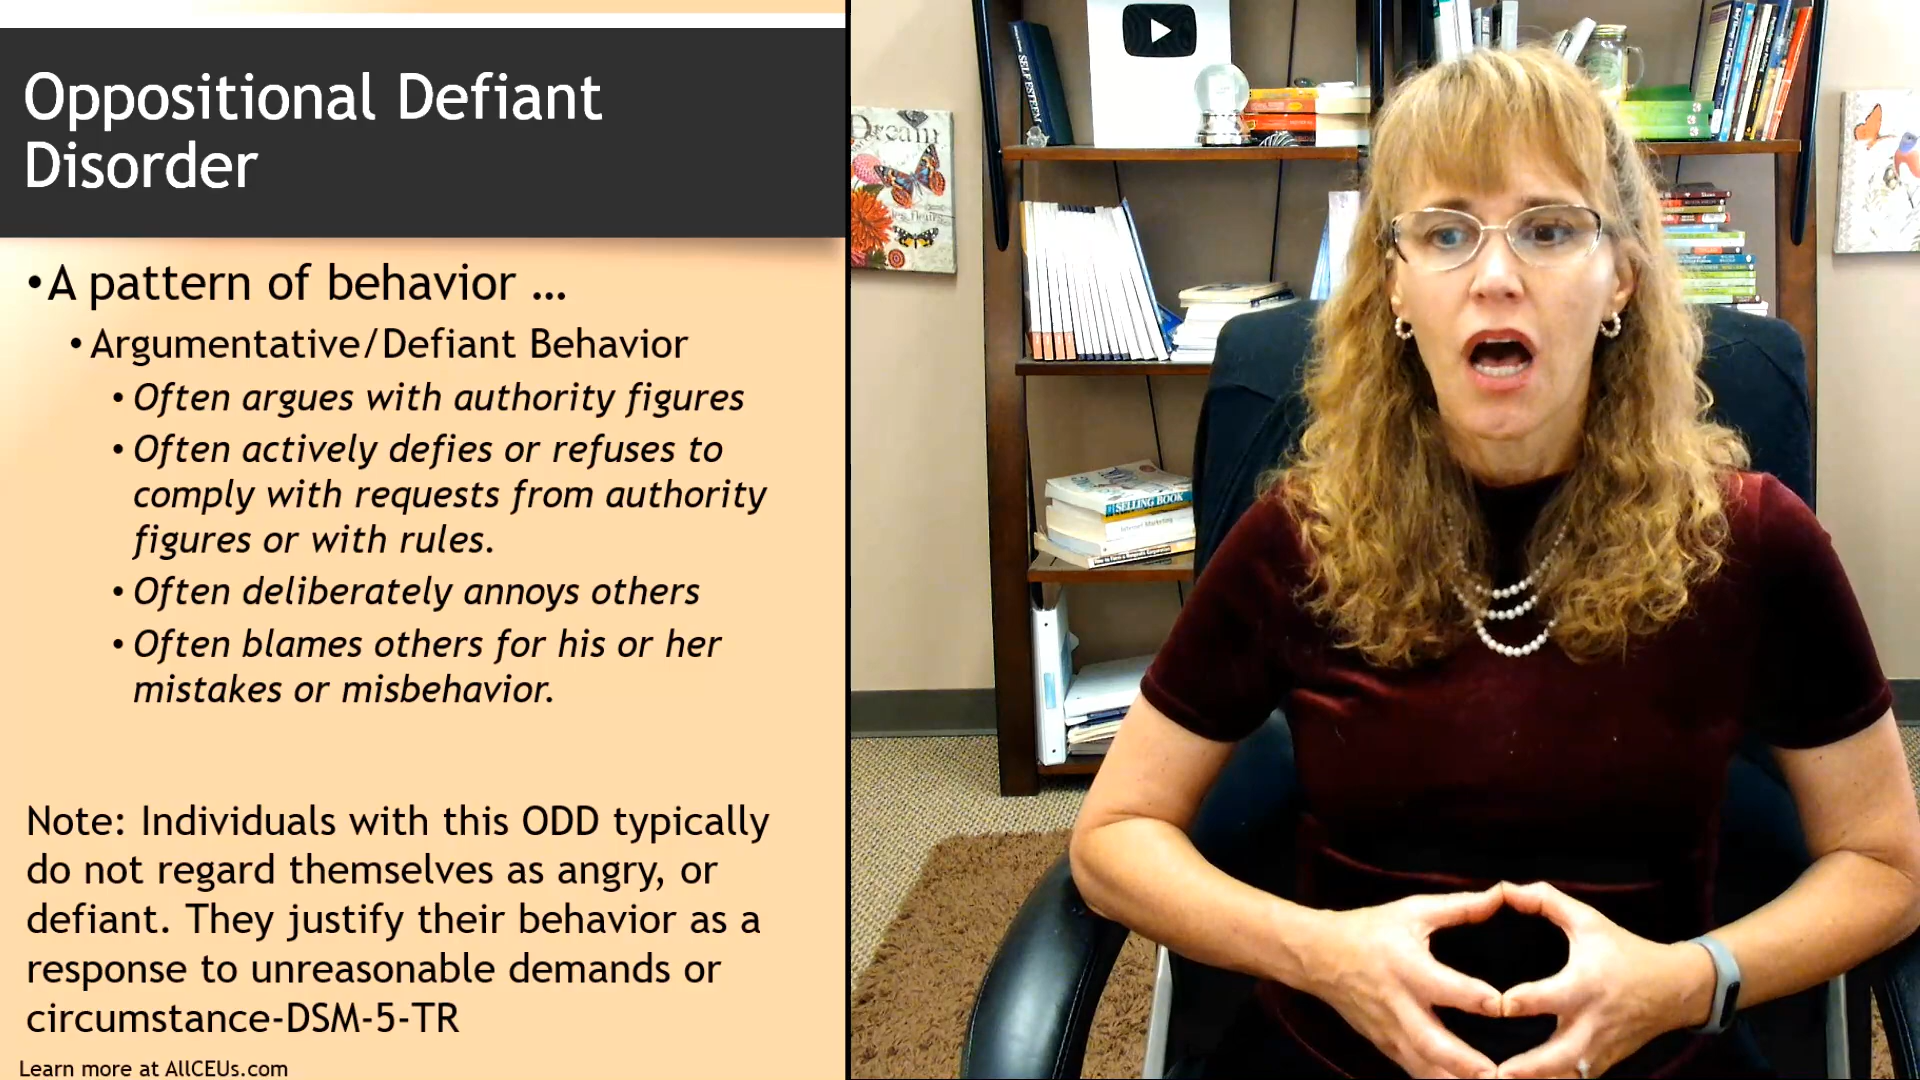 Oppositional Defiant
Disorder
•A pattern of behavior …
• Argumentative/Defiant Behavior
• Often argues with authority figures
• Often actively defies or refuses to
comply with requests from authority
figures or with rules.
• Often deliberately annoys others
• Often blames others for his or her
mistakes or misbehavior.
Note: Individuals with this ODD typically
do not regard themselves as angry, or
defiant. They justify their behavior as a
response to unreasonable demands or
circumstance-DSM-5-TR
Learn more at AllCEUs.com
SELF ESTEEM
Dream
les fleurs
SELLING BOOK
Internet Marketing